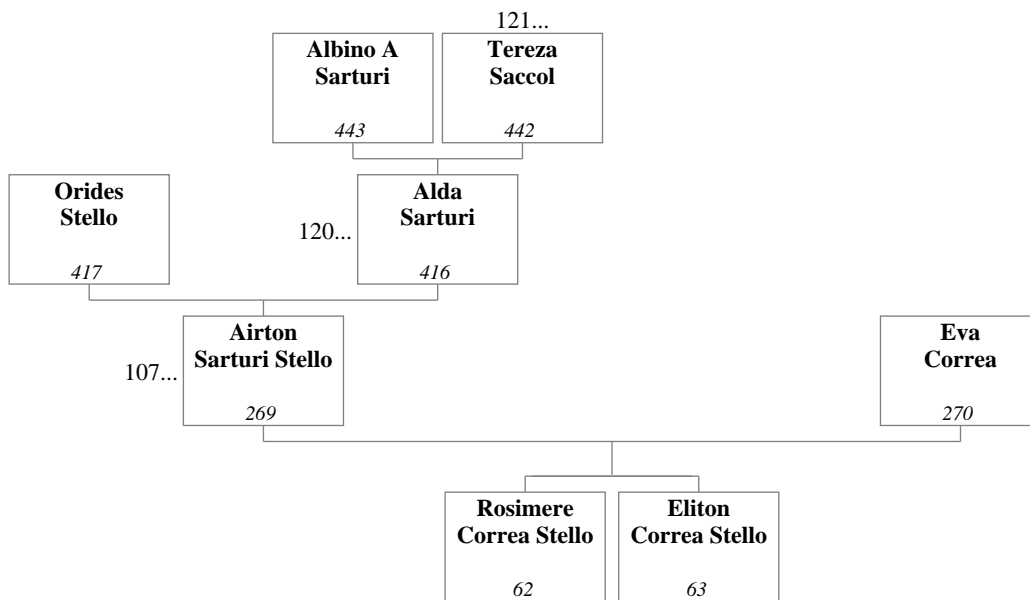 121...
Albino A
Sarturi
443
Tereza
Saccol
442
Orides
Stello
417
120...
Alda
Sarturi
416
107...
Airton
Sarturi Stello
269
Eva
Correa
270
Rosimere
Correa Stello
62
Eliton
Correa Stello
63